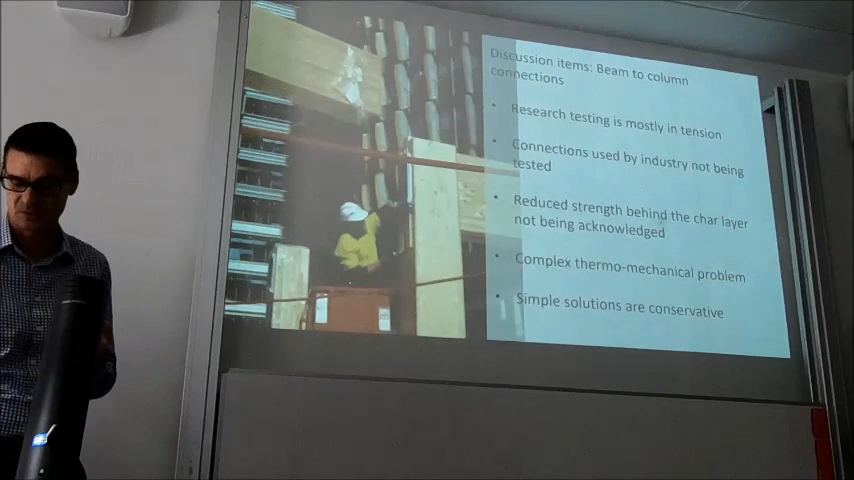 Discussion items: Beam to column
connections
• Research testing is mostly in tension
• Connections used by industry not being
tested
• Reduced strength behind the char layer
not being acknowledged
• Complex thermo-mechanical problem
• Simple solutions are conservative